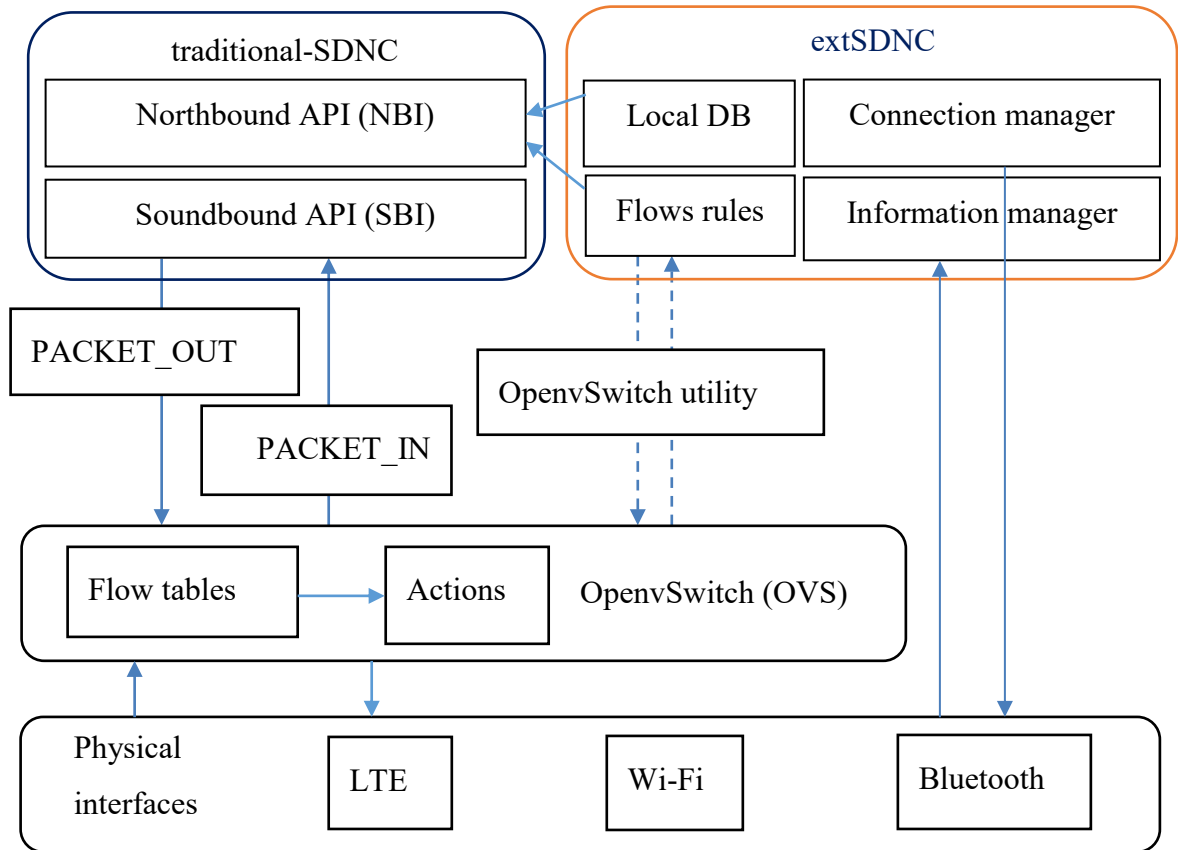 traditional-SDNC
extSDNC
Northbound API (NBI)
Local DB
Connection manager
Soundbound API (SBI)
Flows rules
Information manager
PACKET_OUT
OpenvSwitch utility
PACKET_IN
Flow tables
Actions
OpenvSwitch (OVS)
Physical
interfaces
LTE
Wi-Fi
Bluetooth